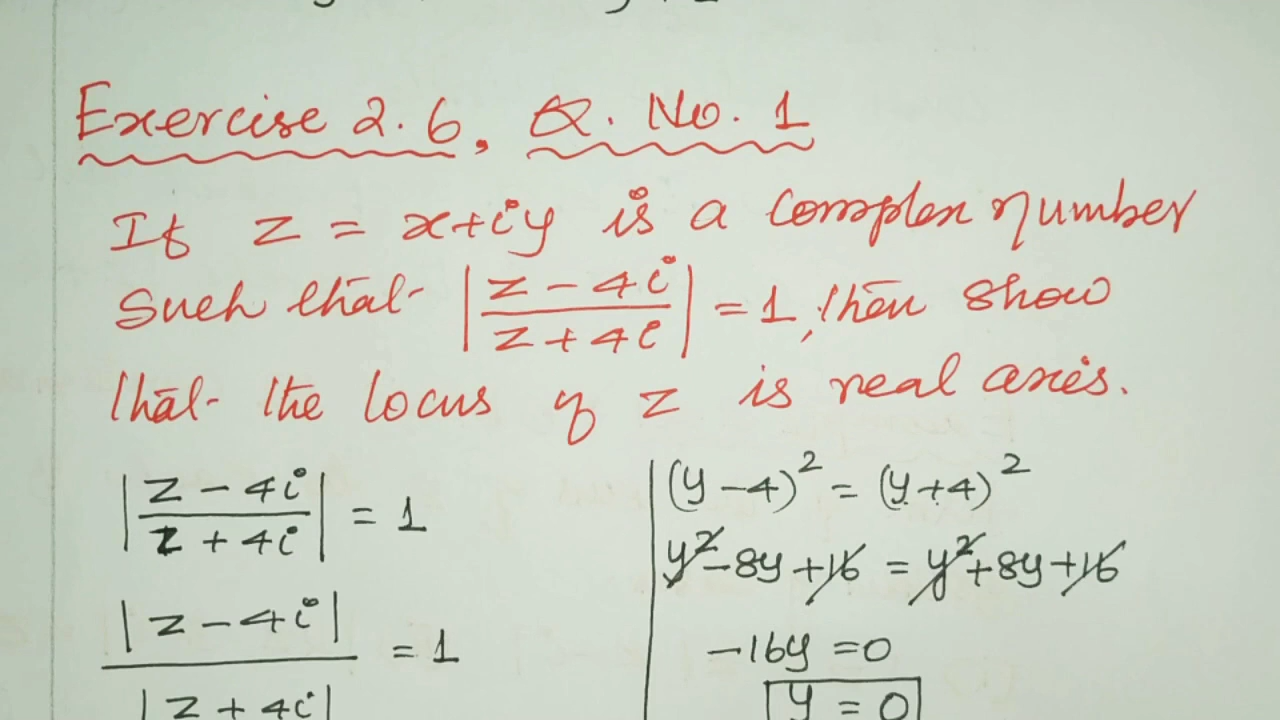 Exercise 2.6, Q. No. 1
If z = x+iy is a complex number
such that |z - 4i / z + 4i| = 1, then show
that the locus of z is real axis.
|z - 4i / z + 4i| = 1
|z - 4i| / |z + 4i| = 1
(y - 4)² = (y + 4)²
y² - 8y + 16 = y² + 8y + 16
-16y = 0
y = 0